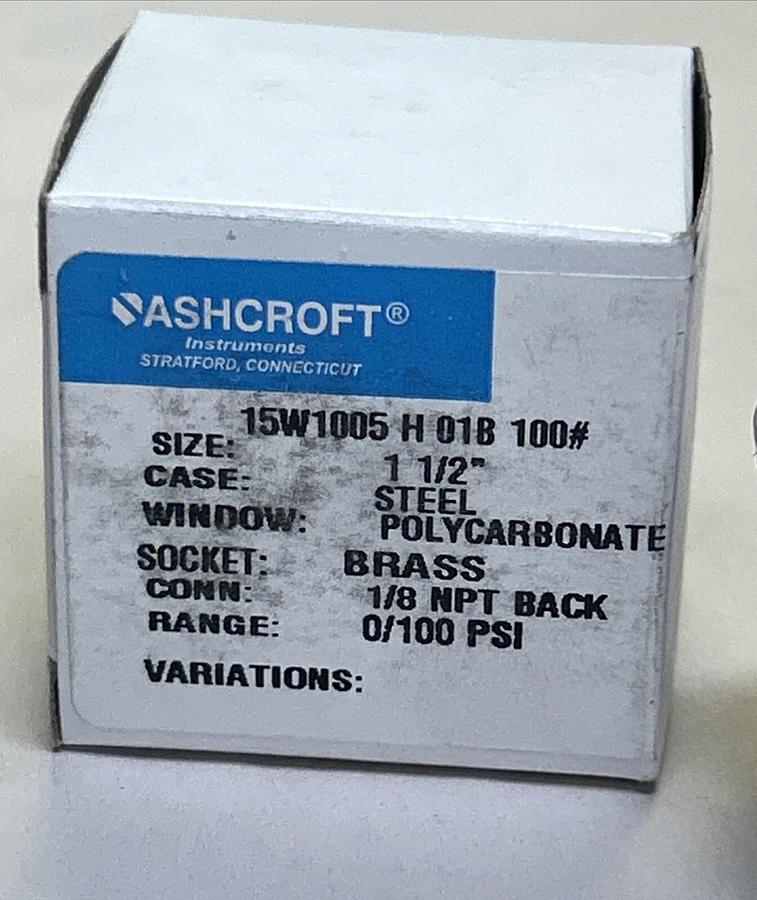 ASHCROFT®
Instruments
STRATFORD, CONNECTICUT
15W1005 H 01B 100#
SIZE: 1 1/2"
CASE: STEEL
WINDOW: POLYCARBONATE
SOCKET: BRASS
CONN: 1/8 NPT BACK
RANGE: 0/100 PSI
VARIATIONS: